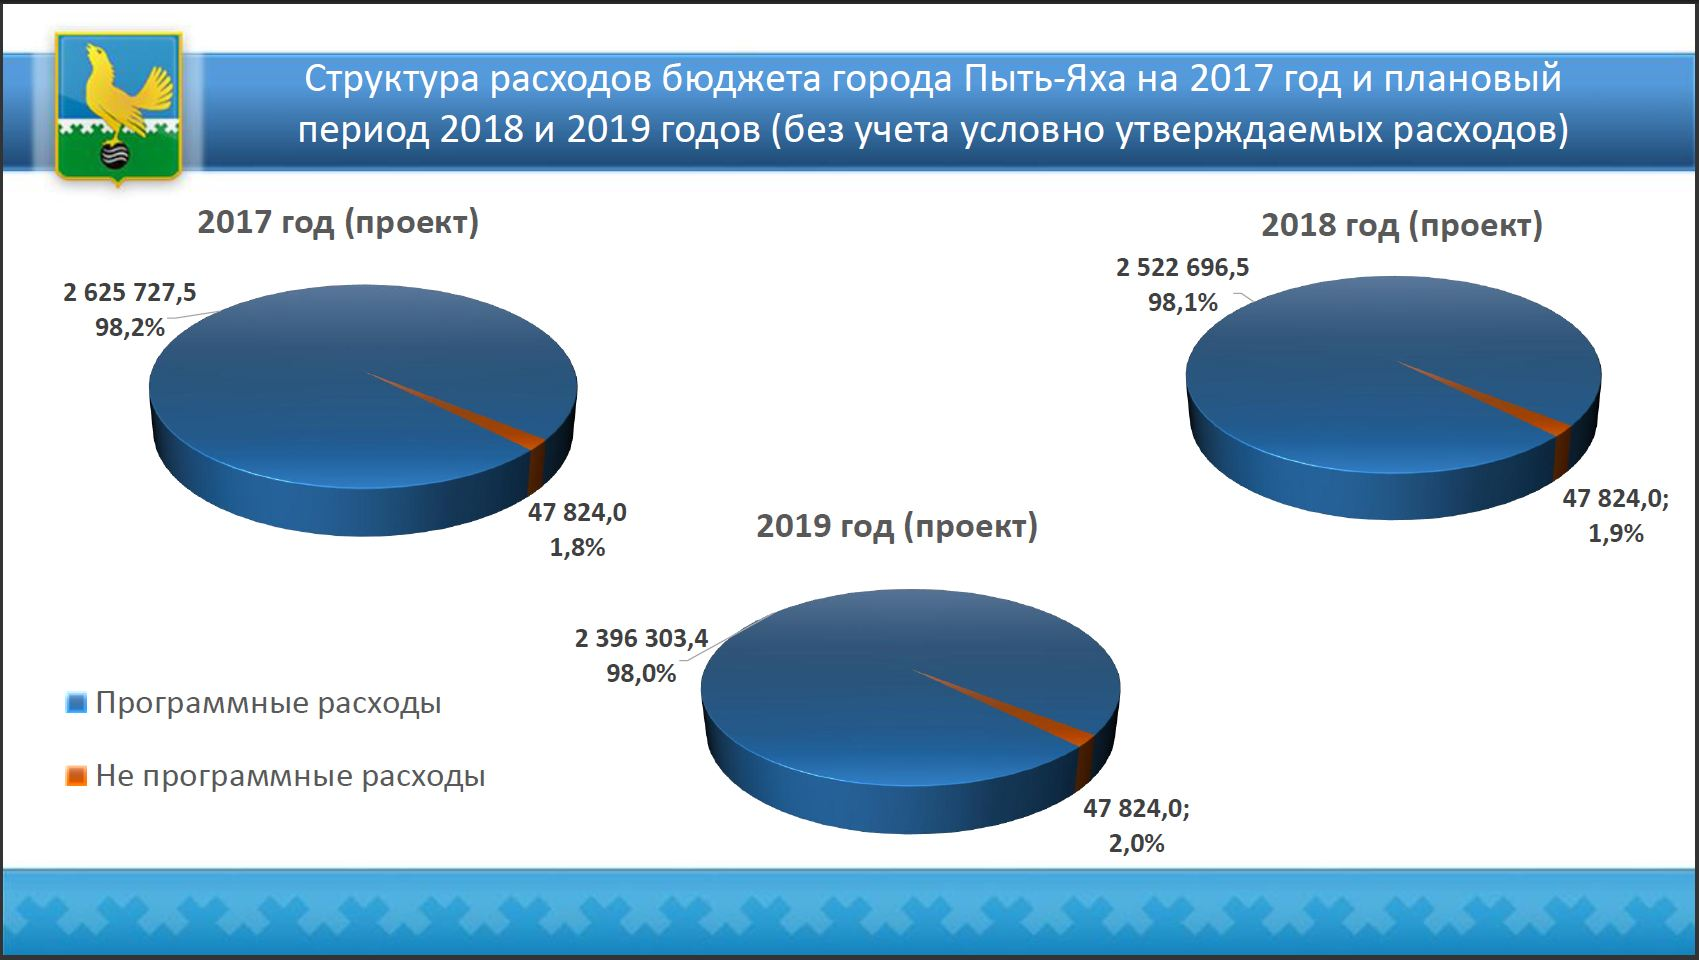 Структура расходов бюджета города Пыть-Яха на 2017 год и плановый
период 2018 и 2019 годов (без учета условно утверждаемых расходов)
2017 год (проект)
2 625 727,5
98,2%
47 824,0
1,8%
2018 год (проект)
2 522 696,5
98,1%
47 824,0;
1,9%
2019 год (проект)
2 396 303,4
98,0%
47 824,0;
2,0%
Программные расходы
Не программные расходы